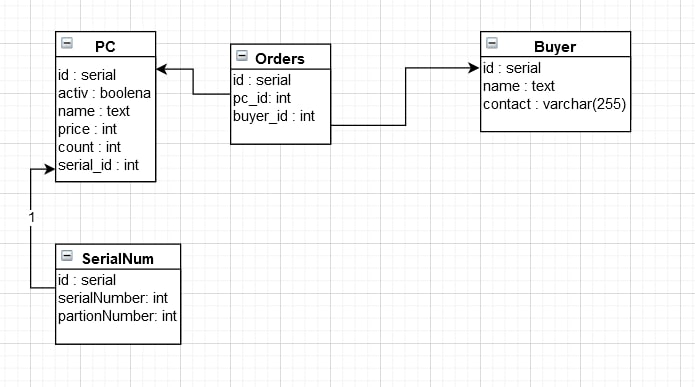 PC
id : serial
activ : boolena
name : text
price : int
count : int
serial_id : int
Orders
id : serial
pc_id: int
buyer_id : int
Buyer
id : serial
name : text
contact : varchar(255)
1
SerialNum
id : serial
serialNumber: int
partionNumber: int